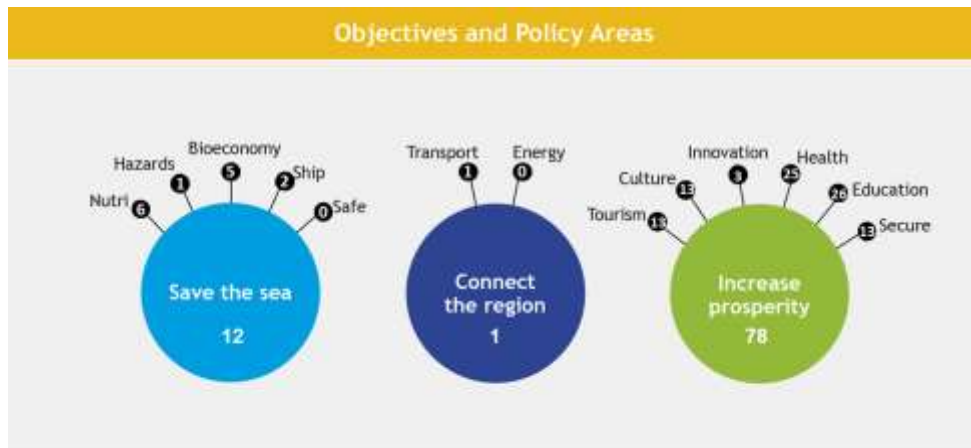 Objectives and Policy Areas
Nutri
6
Hazards
1
Bioeconomy
5
Ship
2
Safe
0
Save the sea
12
Transport
1
Energy
0
Connect
the region
1
Tourism
Culture
13
Innovation
3
Health
25
Education
26
Secure
13
Increase
prosperity
78